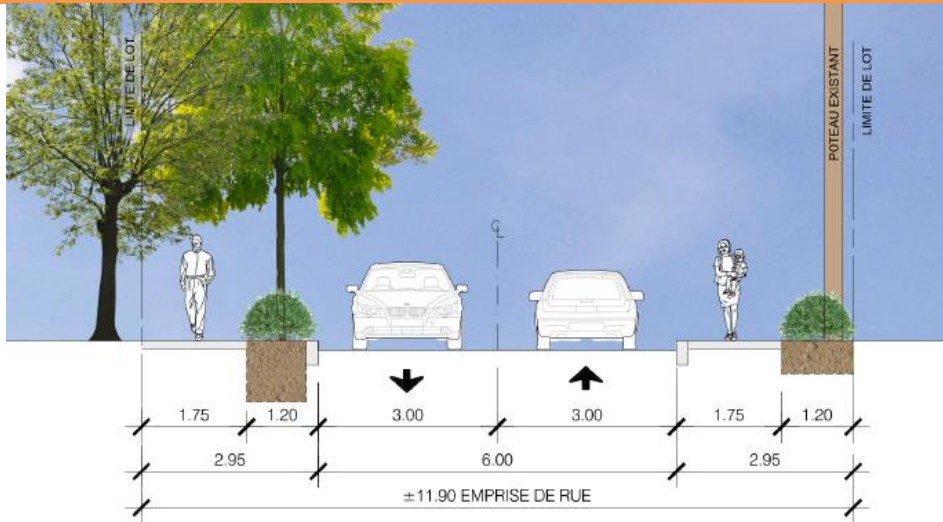 LIMITE DE LOT
POTEAU EXISTANT
LIMITE DE LOT
CL
1.75
1.20
3.00
3.00
1.75
1.20
2.95
6.00
2.95
±11.90 EMPRISE DE RUE